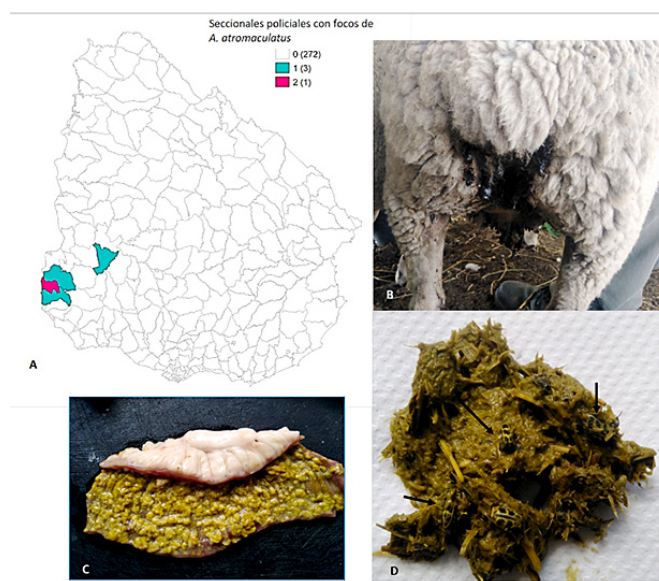 Seccionales policiales con focos de
A. atromaculatus
0 (272)
1 (3)
2 (1)
A
B
C
D